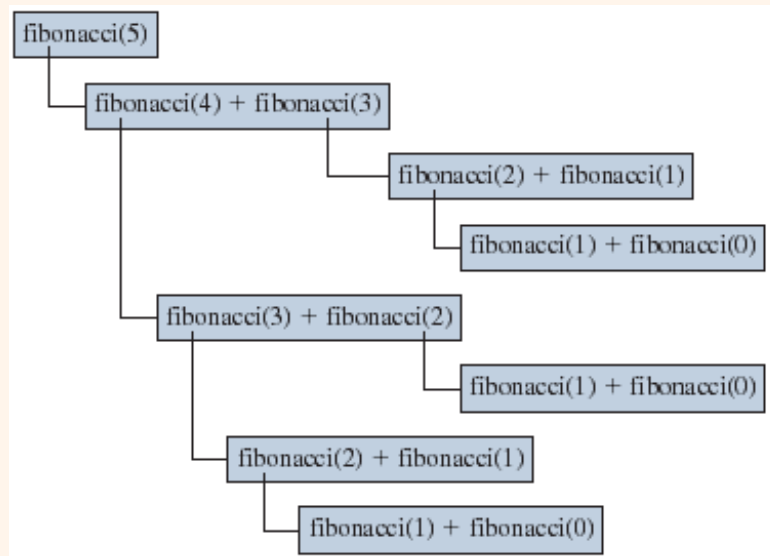 fibonacci(5)
fibonacci(4) + fibonacci(3)
fibonacci(2) + fibonacci(1)
fibonacci(1) + fibonacci(0)
fibonacci(3) + fibonacci(2)
fibonacci(1) + fibonacci(0)
fibonacci(2) + fibonacci(1)
fibonacci(1) + fibonacci(0)